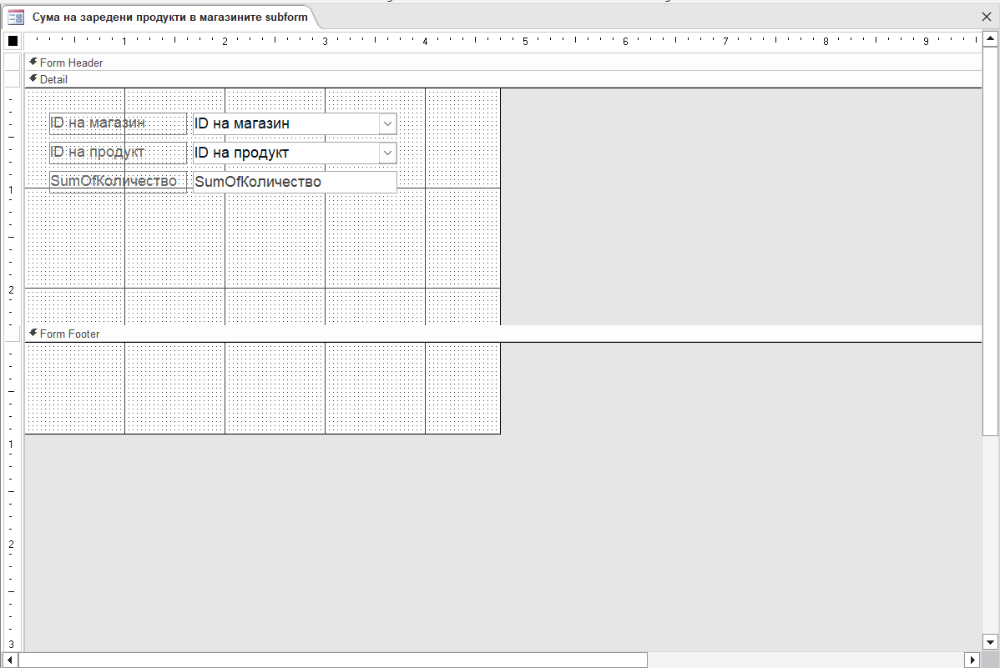 Сума на заредени продукти в магазините subform
1 2 3 4 5 6 7 8 9
Form Header
Detail
ID на магазин ID на магазин
ID на продукт ID на продукт
SumOfКоличество SumOfКоличество
1
2
Form Footer
1
2
3